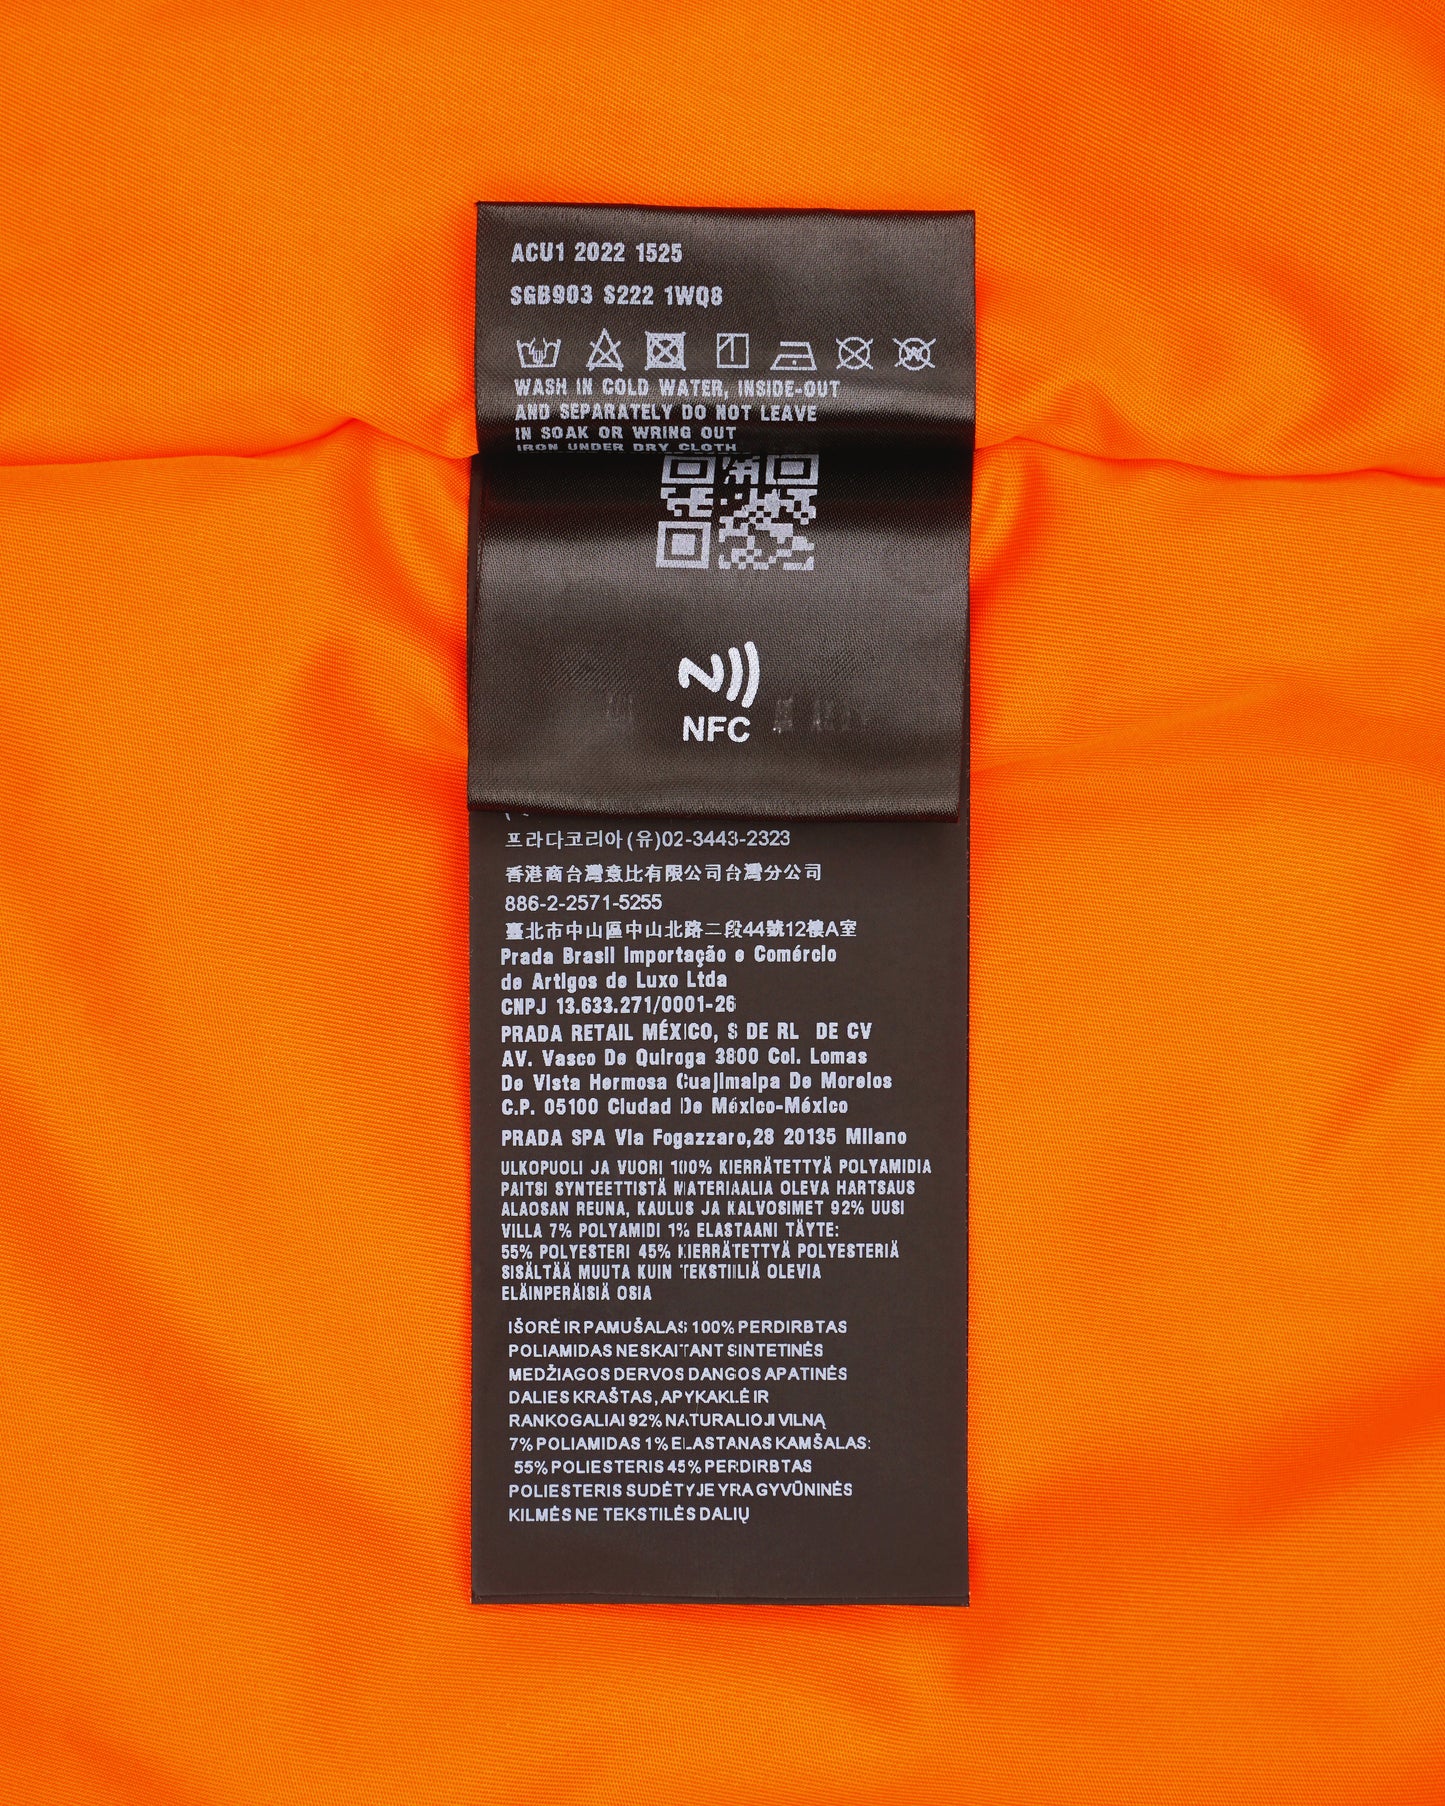 ACU1 2022 1525
SGB903 S222 1WQ8
WASH IN COLD WATER, INSIDE-OUT
AND SEPARATELY DO NOT LEAVE
IN SOAK OR WRING OUT
IRON UNDER DRY CLOTH
NFC
프라다코리아(유)02-3443-2323
香港商台灣意比有限公司台灣分公司
886-2-2571-5255
臺北市中山區中山北路二段44號12樓A室
Prada Brasil Importação e Comércio
de Artigos de Luxo Ltda
CNPJ 13.633.271/0001-26
PRADA RETAIL MÉXICO, S DE RL DE CV
AV. Vasco De Quiroga 3800 Col. Lomas
De Vista Hermosa Cuajimalpa De Morelos
C.P. 05100 Ciudad De México-México
PRADA SPA Via Fogazzaro,28 20135 Milano
ULKOPUOLI JA VUORI 100% KIERRÄTETTYÄ POLYAMIDIA
PAITSI SYNTEETTISTÄ MATERIAALIA OLEVA HARTSAUS
ALAOSAN REUNA, KAULUS JA KALVOSIMET 92% UUSI
VILLA 7% POLYAMIDI 1% ELASTAANI TÄYTE:
55% POLYESTERI 45% KIERRÄTETTYÄ POLYESTERIÄ
SISÄLTÄÄ MUUTA KUIN TEKSTIILIÄ OLEVIA
ELÄINPERÄISIÄ OSIA
IŠORĖ IR PAMUŠALAS 100% PERDIRBTAS
POLIAMIDAS NESKAITANT SINTETINĖS
MEDŽIAGOS DERVOS DANGOS APATINĖS
DALIES KRAŠTAS, APYKAKLĖ IR
RANKOGALIAI 92% NATURALIOJI VILNĄ
7% POLIAMIDAS 1% ELASTANAS KAMŠALAS:
55% POLIESTERIS 45% PERDIRBTAS
POLIESTERIS SUDĖTYJE YRA GYVŪNINĖS
KILMĖS NE TEKSTILĖS DALIŲ